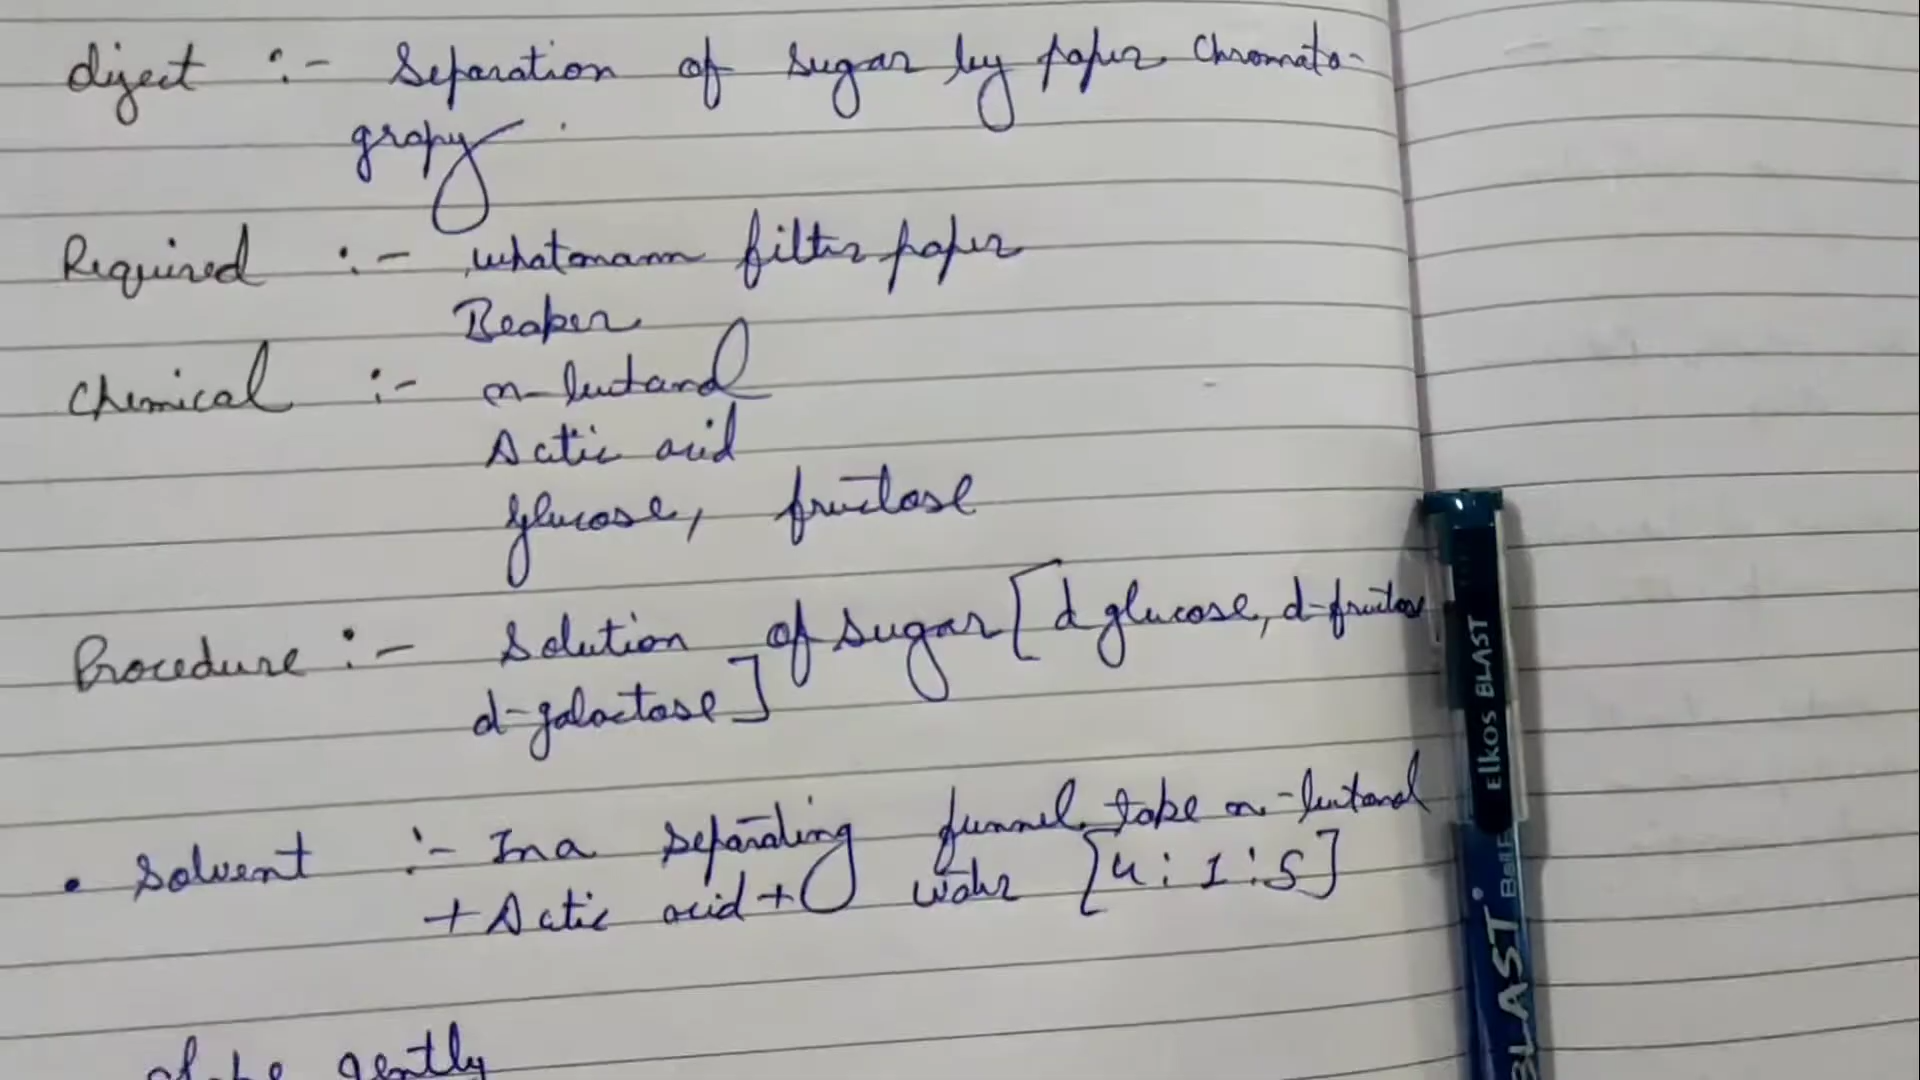 object :- Separation of sugar by paper Chromato-
grapy.
Required :- whatmann filter paper
Beaker
Chemical :- n-butanol
Acetic acid
glucose, fructose
Procedure :- Solution of sugar [d glucose, d-fructose
d-galactose]
• Solvent :- In a separating funnel take n-butanol
+ Acetic acid + water [4:1:5]
gently
ELKOS BLAST
BLAST